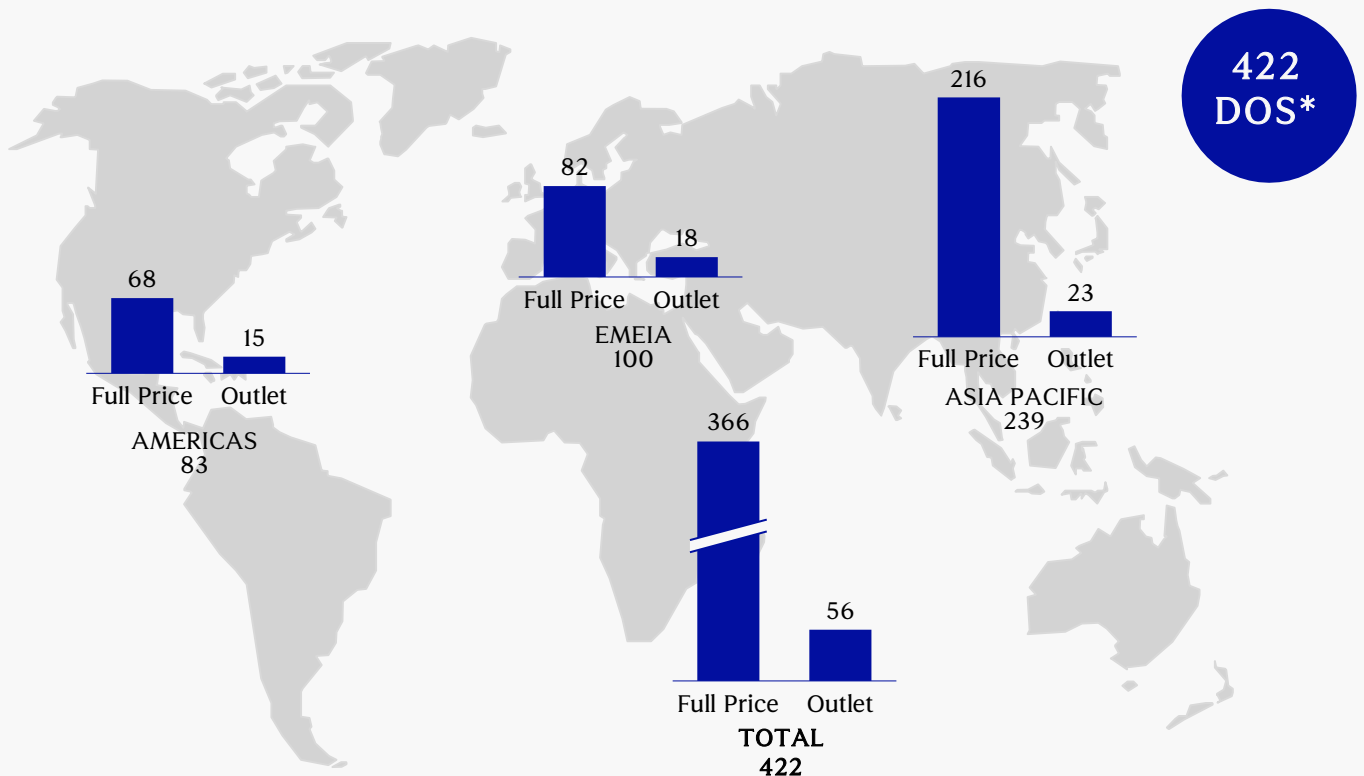 422
DOS*
216
82
18
68
23
15
Full Price Outlet
EMEIA
100
Full Price Outlet
ASIA PACIFIC
239
Full Price Outlet
AMERICAS
83
366
56
Full Price Outlet
TOTAL
422